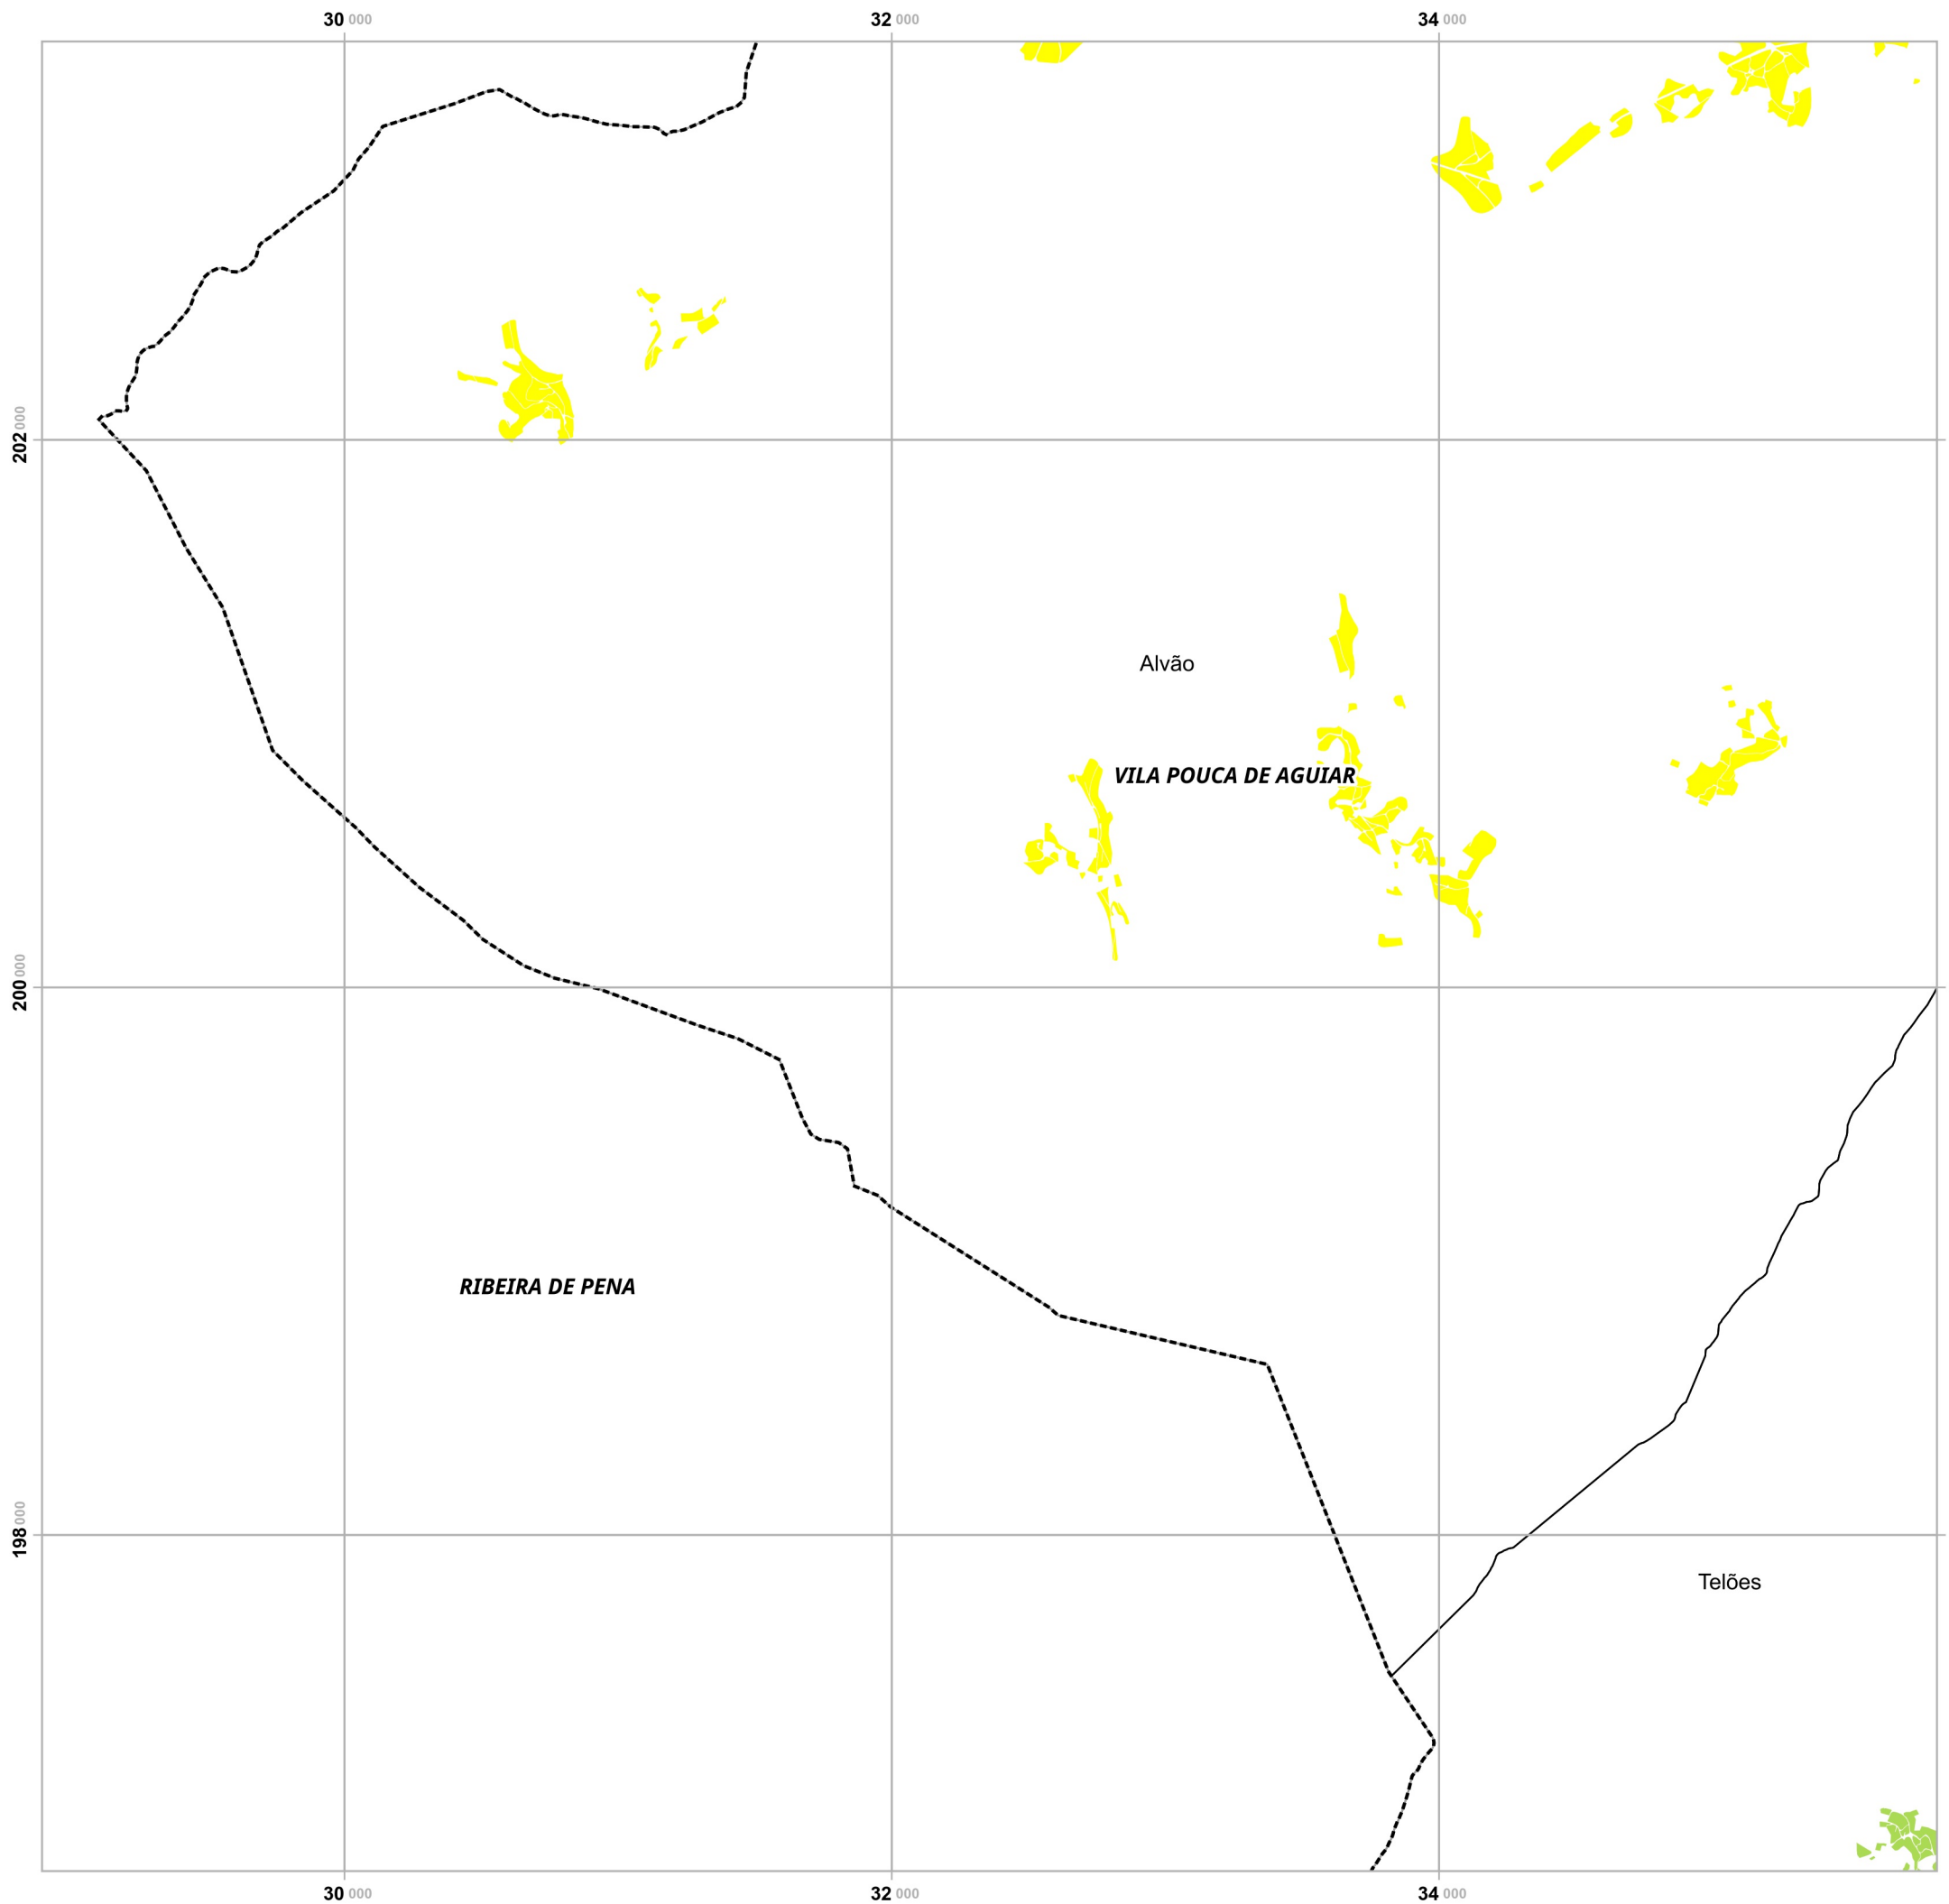 30 000 32 000 34 000
202 000
Alvão
VILA POUCA DE AGUIAR
200 000
RIBEIRA DE PENA
198 000
Telões
30 000 32 000 34 000